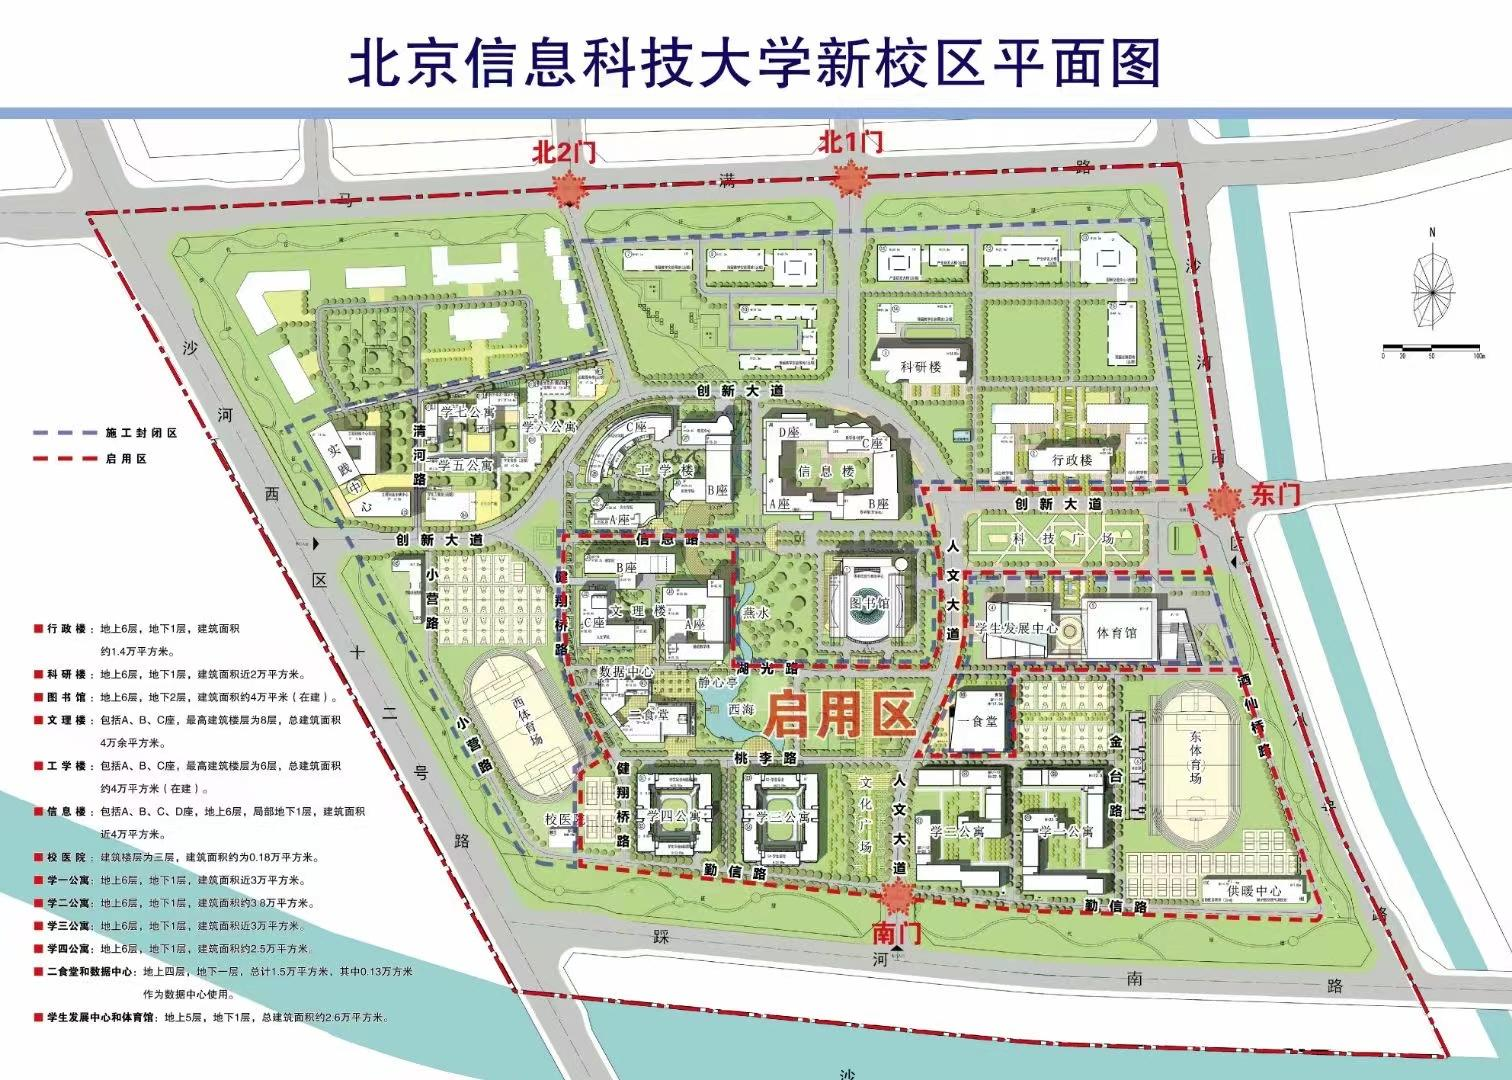 北京信息科技大学新校区平面图
北2门
北1门
马
满
路
沙
河
西
区
十
二
号
路
沙
河
西
区
号
路
N
0
20
50
100m
施工封闭区
启用区
创新大道
科研楼
学七公寓
学六公寓
清河路
学五公寓
实践中心
C座
工学楼
B座
A座
D座
C座
信息楼
A座
B座
行政楼
东门
创新大道
科技广场
创新大道
信息路
小营路
健翔桥路
B座
文理楼
C座
A座
燕水
图书馆
人文大道
学生发展中心
体育馆
湖光路
数据中心
静心亭
西海
二食堂
启用区
一食堂
酒仙桥路
西体育场
小营路
桃李路
金台路
东体(育)场
健翔桥路
校医院
学四公寓
学三公寓
文化广场
人文大道
学二公寓
学一公寓
勤信路
供暖中心
勤信路
南门
踩
河
南
路
沙
行政楼：地上6层，地下1层，建筑面积
约1.4万平方米。
科研楼：地上6层，地下1层，建筑面积近2万平方米。
图书馆：地上6层，地下2层，建筑面积约4万平米（在建）。
文理楼：包括A、B、C座，最高建筑楼层为8层，总建筑面积
4万余平方米。
工学楼：包括A、B、C座，最高建筑楼层为6层，总建筑面积
约4万平方米（在建）。
信息楼：包括A、B、C、D座，地上6层，局部地下1层，建筑面积
近4万平方米。
校医院：建筑楼层为三层，建筑面积约为0.18万平方米。
学一公寓：地上6层，地下1层，建筑面积近3万平方米。
学二公寓：地上6层，地下1层，建筑面积约3.8万平方米。
学三公寓：地上6层，地下1层，建筑面积近3万平方米。
学四公寓：地上6层，地下1层，建筑面积约2.5万平方米。
二食堂和数据中心：地上四层，地下一层，总计1.5万平方米，其中0.13万方米
作为数据中心使用。
学生发展中心和体育馆：地上5层，地下1层，总建筑面积约2.6万平方米。